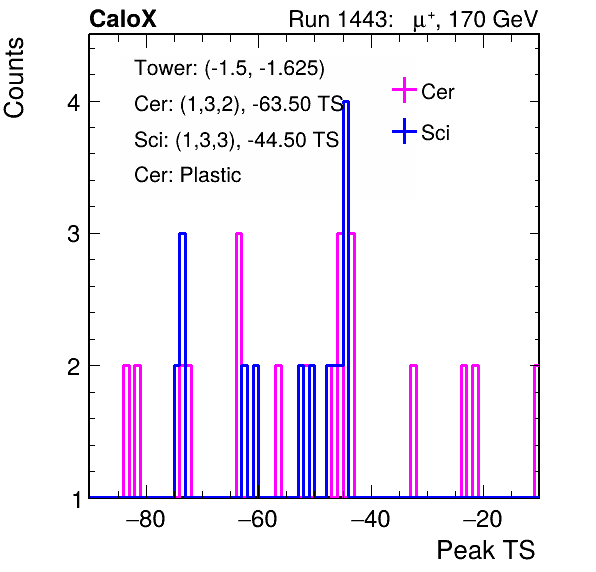 CaloX Run 1443: μ⁺, 170 GeV
Counts
Tower: (-1.5, -1.625)
Cer: (1,3,2), -63.50 TS
Sci: (1,3,3), -44.50 TS
Cer: Plastic
Cer
Sci
4
3
2
1
−80 −60 −40 −20
Peak TS